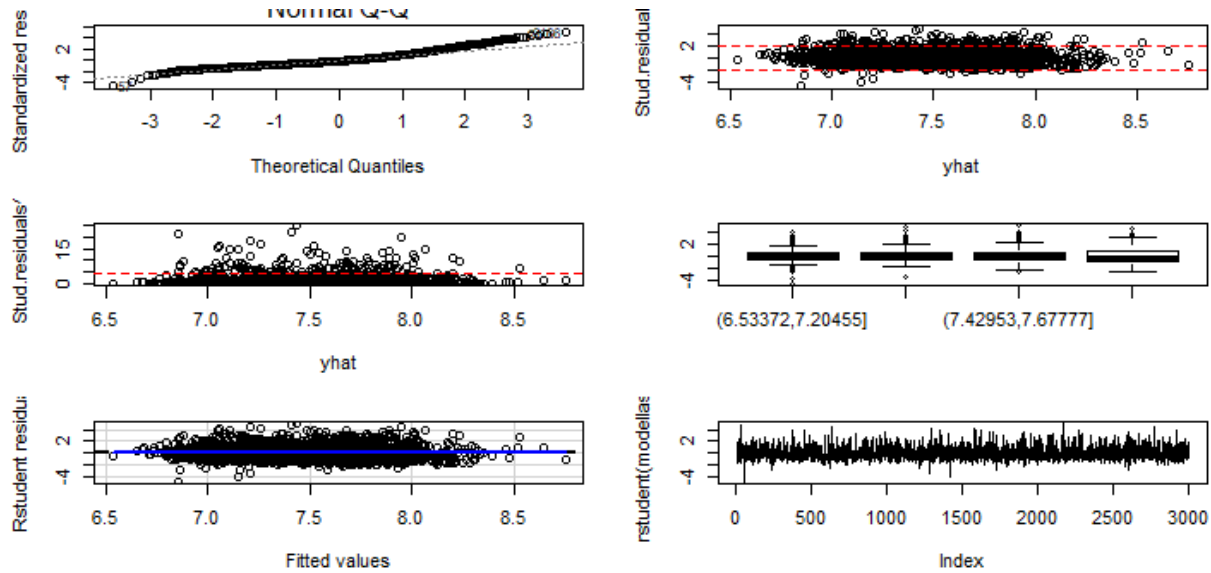 Normal Q-Q
Standardized res
2
-4
-3 -2 -1 0 1 2 3
Theoretical Quantiles
Stud.residual
2
-4
6.5 7.0 7.5 8.0 8.5
yhat
Stud.residuals^
15
0
6.5 7.0 7.5 8.0 8.5
yhat
2
-4
(6.53372,7.20455] (7.42953,7.67777]
Rstudent residua
2
-4
6.5 7.0 7.5 8.0 8.5
Fitted values
rstudent(modellas
2
-4
0 500 1000 1500 2000 2500 3000
Index